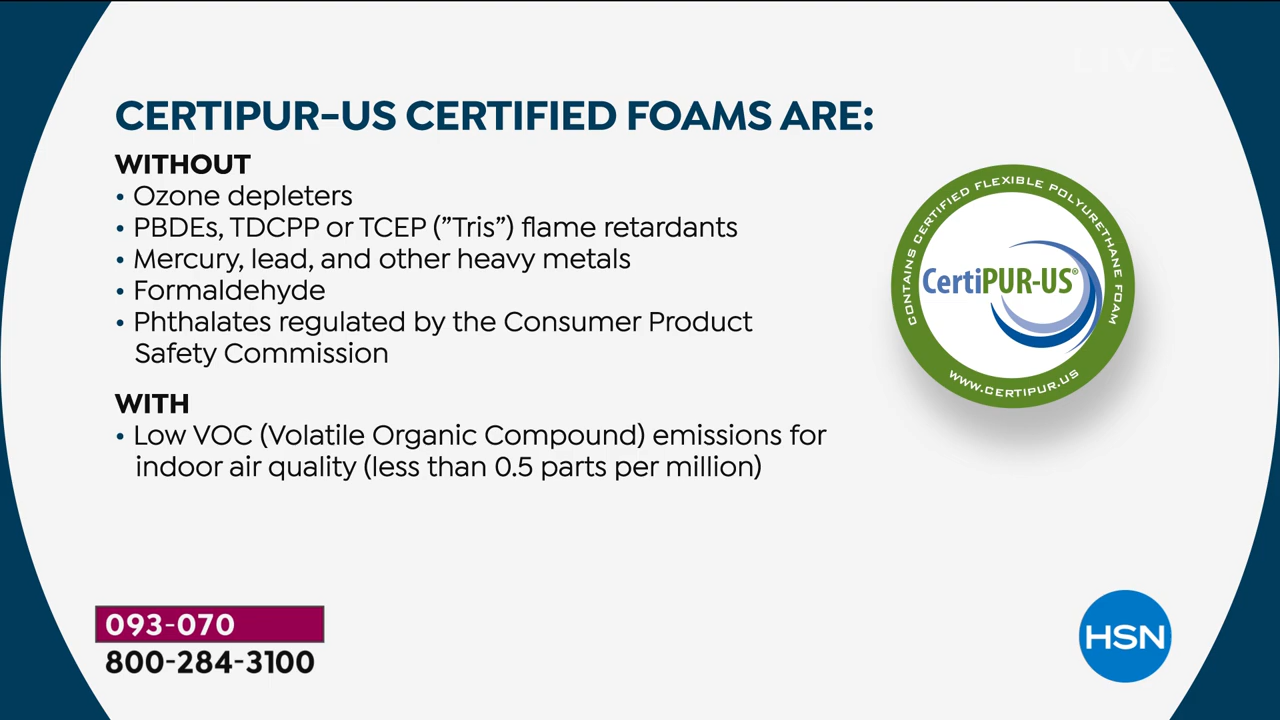 LIVE
CERTIPUR-US CERTIFIED FOAMS ARE:
WITHOUT
• Ozone depleters
• PBDEs, TDCPP or TCEP (”Tris”) flame retardants
• Mercury, lead, and other heavy metals
• Formaldehyde
• Phthalates regulated by the Consumer Product
Safety Commission
WITH
• Low VOC (Volatile Organic Compound) emissions for
indoor air quality (less than 0.5 parts per million)
CONTAINS CERTIFIED FLEXIBLE POLYURETHANE FOAM
CertiPUR-US®
WWW.CERTIPUR.US
093-070
800-284-3100
HSN